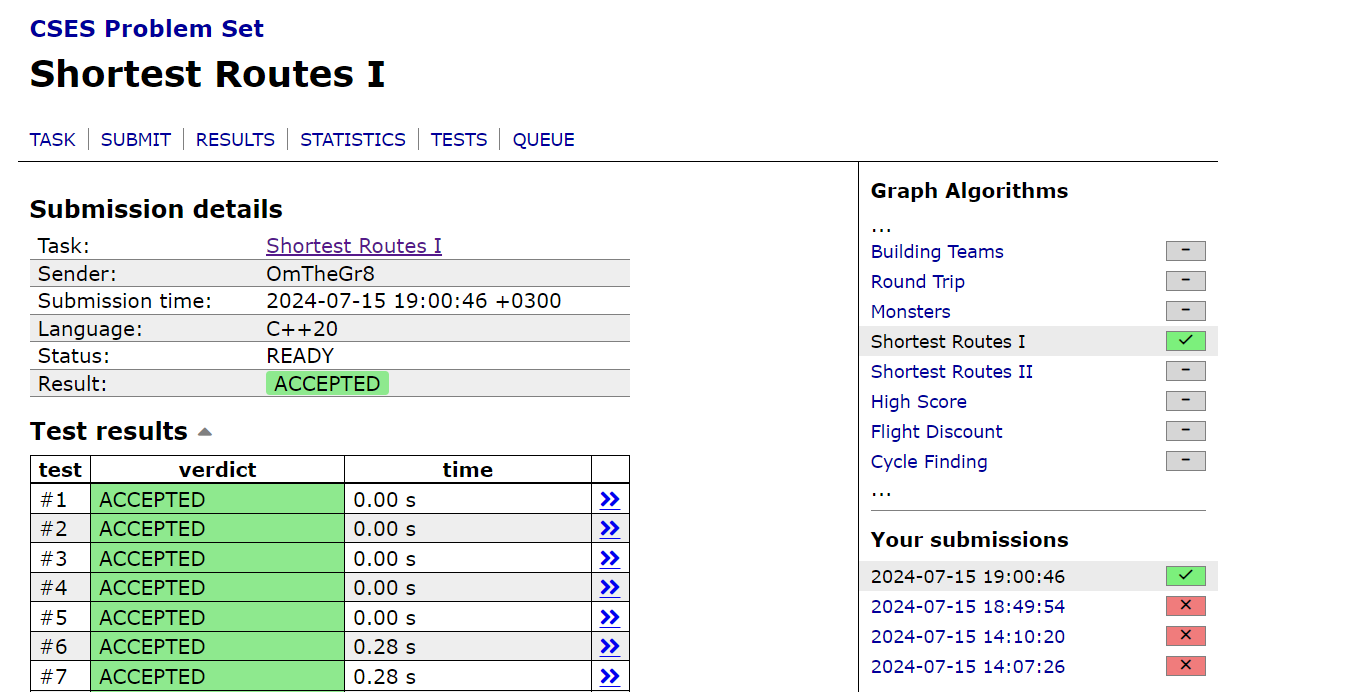 CSES Problem Set
Shortest Routes I
TASK SUBMIT RESULTS STATISTICS TESTS QUEUE
Submission details
Task: Shortest Routes I
Sender: OmTheGr8
Submission time: 2024-07-15 19:00:46 +0300
Language: C++20
Status: READY
Result: ACCEPTED
Test results
test verdict time
#1 ACCEPTED 0.00 s
#2 ACCEPTED 0.00 s
#3 ACCEPTED 0.00 s
#4 ACCEPTED 0.00 s
#5 ACCEPTED 0.00 s
#6 ACCEPTED 0.28 s
#7 ACCEPTED 0.28 s
Graph Algorithms
...
Building Teams –
Round Trip –
Monsters –
Shortest Routes I ✓
Shortest Routes II –
High Score –
Flight Discount –
Cycle Finding –
...
Your submissions
2024-07-15 19:00:46 ✓
2024-07-15 18:49:54 ×
2024-07-15 14:10:20 ×
2024-07-15 14:07:26 ×